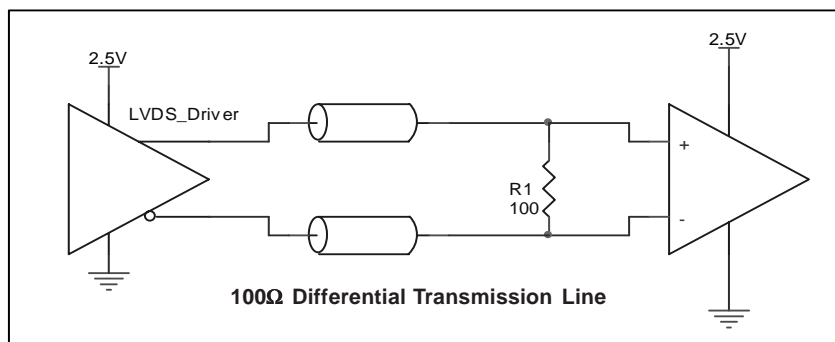 2.5V
2.5V
LVDS_Driver
+
R1
100
-
100Ω Differential Transmission Line